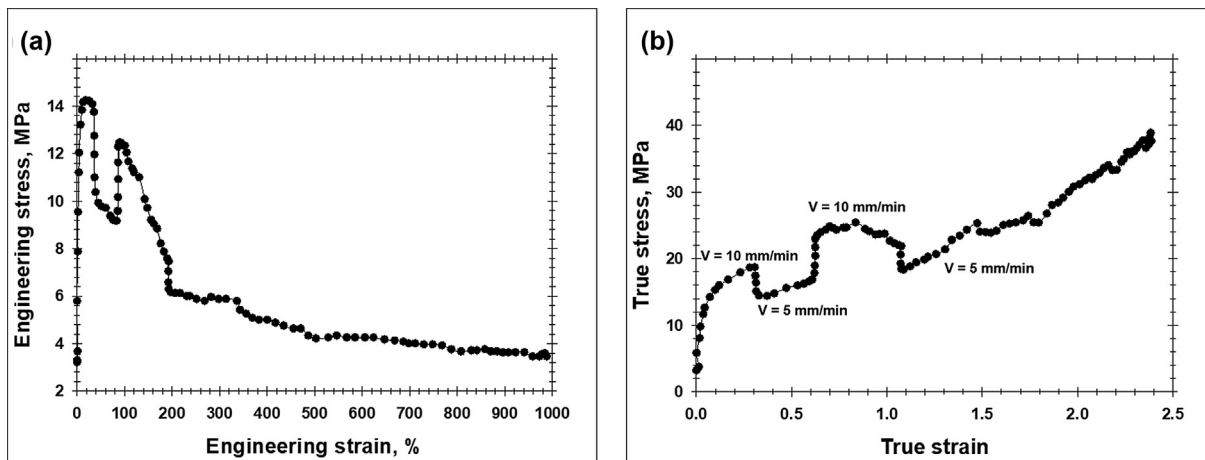 (a)
Engineering stress, MPa
14
12
10
8
6
4
2
0 100 200 300 400 500 600 700 800 900 1000
Engineering strain, %
(b)
True stress, MPa
40
30
20
10
0
V = 10 mm/min
V = 10 mm/min
V = 5 mm/min
V = 5 mm/min
0.0 0.5 1.0 1.5 2.0 2.5
True strain